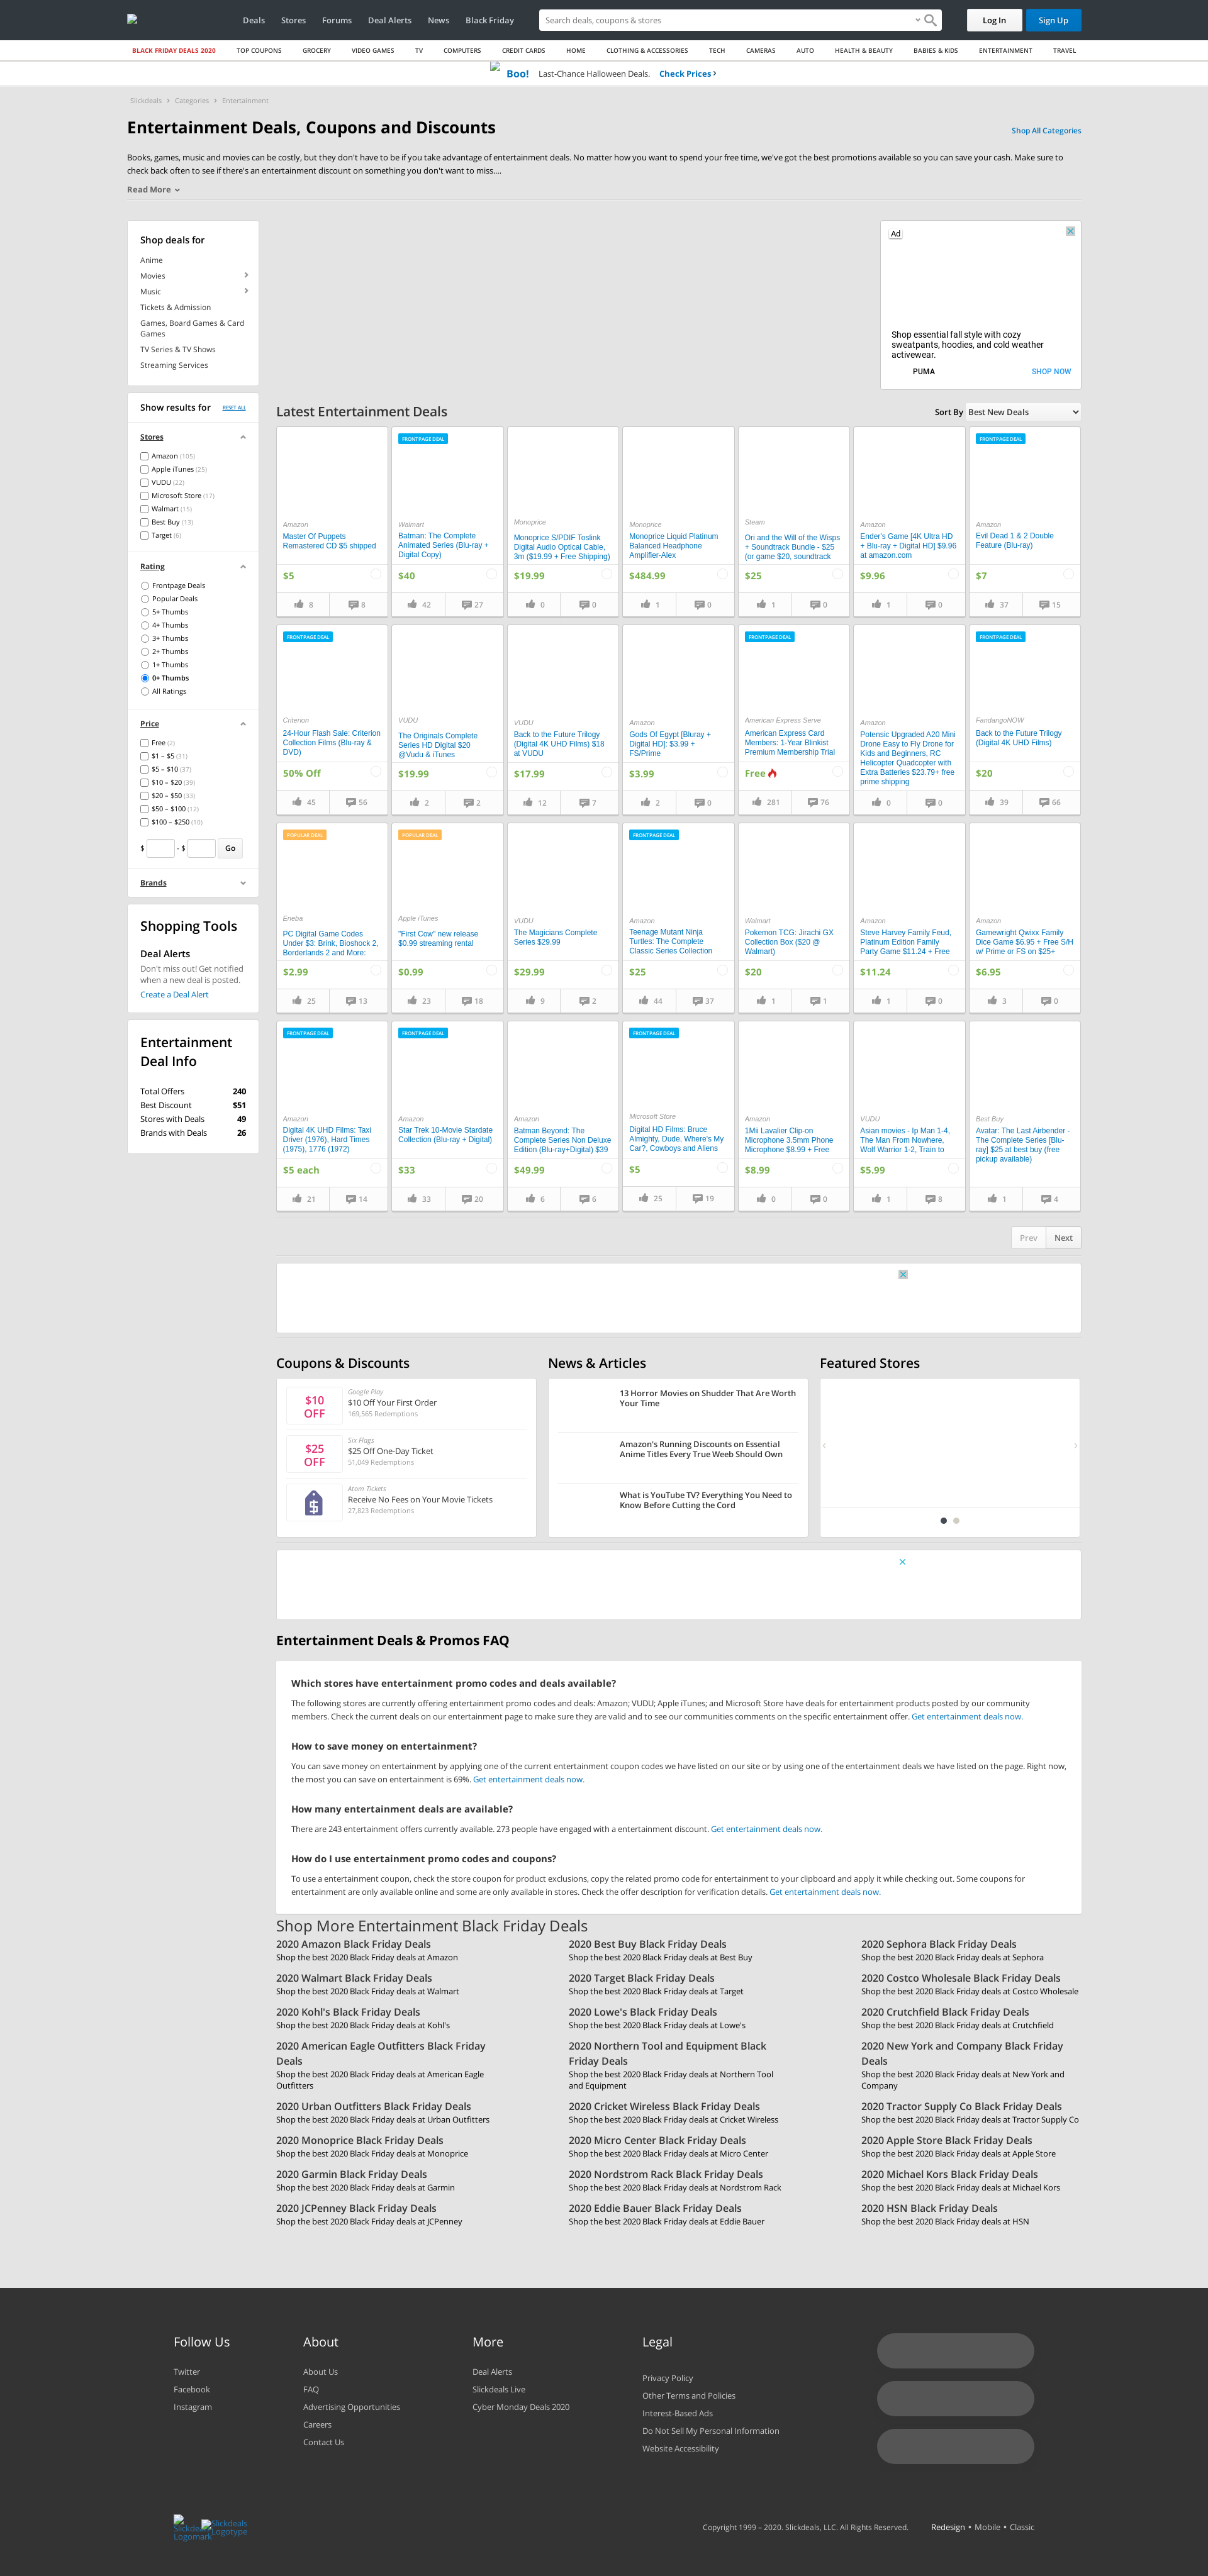 Deals
Stores
Forums
Deal Alerts
News
Black Friday
Search deals, coupons & stores
Log In
Sign Up
BLACK FRIDAY DEALS 2020
TOP COUPONS
GROCERY
VIDEO GAMES
TV
COMPUTERS
CREDIT CARDS
HOME
CLOTHING & ACCESSORIES
TECH
CAMERAS
AUTO
HEALTH & BEAUTY
BABIES & KIDS
ENTERTAINMENT
TRAVEL
Boo! Last-Chance Halloween Deals. Check Prices
Slickdeals > Categories > Entertainment
Entertainment Deals, Coupons and Discounts
Shop All Categories
Books, games, music and movies can be costly, but they don't have to be if you take advantage of entertainment deals. No matter how you want to spend your free time, we've got the best promotions available so you can save your cash. Make sure to
check back often to see if there's an entertainment discount on something you don't want to miss....
Read More
Shop deals for
Anime
Movies
Music
Tickets & Admission
Games, Board Games & Card
Games
TV Series & TV Shows
Streaming Services
Ad
Shop essential fall style with cozy
sweatpants, hoodies, and cold weather
activewear.
PUMA
SHOP NOW
Show results for
RESET ALL
Stores
Amazon (105)
Apple iTunes (25)
VUDU (22)
Microsoft Store (17)
Walmart (15)
Best Buy (13)
Target (6)
Rating
Frontpage Deals
Popular Deals
5+ Thumbs
4+ Thumbs
3+ Thumbs
2+ Thumbs
1+ Thumbs
0+ Thumbs
All Ratings
Price
Free (2)
$1 – $5 (31)
$5 – $10 (37)
$10 – $20 (39)
$20 – $50 (33)
$50 – $100 (12)
$100 – $250 (10)
$ - $ Go
Brands
Shopping Tools
Deal Alerts
Don't miss out! Get notified
when a new deal is posted.
Create a Deal Alert
Entertainment
Deal Info
Total Offers 240
Best Discount $51
Stores with Deals 49
Brands with Deals 26
Latest Entertainment Deals
Sort By Best New Deals
Amazon
Master Of Puppets
Remastered CD $5 shipped
$5
8
8
FRONTPAGE DEAL
Walmart
Batman: The Complete
Animated Series (Blu-ray +
Digital Copy)
$40
42
27
Monoprice
Monoprice S/PDIF Toslink
Digital Audio Optical Cable,
3m ($19.99 + Free Shipping)
$19.99
0
0
Monoprice
Monoprice Liquid Platinum
Balanced Headphone
Amplifier-Alex
$484.99
1
0
Steam
Ori and the Will of the Wisps
+ Soundtrack Bundle - $25
(or game $20, soundtrack
$25
1
0
Amazon
Ender's Game [4K Ultra HD
+ Blu-ray + Digital HD] $9.96
at amazon.com
$9.96
1
0
FRONTPAGE DEAL
Amazon
Evil Dead 1 & 2 Double
Feature (Blu-ray)
$7
37
15
FRONTPAGE DEAL
Criterion
24-Hour Flash Sale: Criterion
Collection Films (Blu-ray &
DVD)
50% Off
45
56
VUDU
The Originals Complete
Series HD Digital $20
@Vudu & iTunes
$19.99
2
2
VUDU
Back to the Future Trilogy
(Digital 4K UHD Films) $18
at VUDU
$17.99
12
7
Amazon
Gods Of Egypt [Bluray +
Digital HD]: $3.99 +
FS/Prime
$3.99
2
0
FRONTPAGE DEAL
American Express Serve
American Express Card
Members: 1-Year Blinkist
Premium Membership Trial
Free
281
76
Amazon
Potensic Upgraded A20 Mini
Drone Easy to Fly Drone for
Kids and Beginners, RC
Helicopter Quadcopter with
Extra Batteries $23.79+ free
prime shipping
0
0
FRONTPAGE DEAL
FandangoNOW
Back to the Future Trilogy
(Digital 4K UHD Films)
$20
39
66
POPULAR DEAL
Eneba
PC Digital Game Codes
Under $3: Brink, Bioshock 2,
Borderlands 2 and More:
$2.99
25
13
POPULAR DEAL
Apple iTunes
"First Cow" new release
$0.99 streaming rental
$0.99
23
18
VUDU
The Magicians Complete
Series $29.99
$29.99
9
2
FRONTPAGE DEAL
Amazon
Teenage Mutant Ninja
Turtles: The Complete
Classic Series Collection
$25
44
37
Walmart
Pokemon TCG: Jirachi GX
Collection Box ($20 @
Walmart)
$20
1
1
Amazon
Steve Harvey Family Feud,
Platinum Edition Family
Party Game $11.24 + Free
$11.24
1
0
Amazon
Gamewright Qwixx Family
Dice Game $6.95 + Free S/H
w/ Prime or FS on $25+
$6.95
3
0
FRONTPAGE DEAL
Amazon
Digital 4K UHD Films: Taxi
Driver (1976), Hard Times
(1975), 1776 (1972)
$5 each
21
14
FRONTPAGE DEAL
Amazon
Star Trek 10-Movie Stardate
Collection (Blu-ray + Digital)
$33
33
20
Amazon
Batman Beyond: The
Complete Series Non Deluxe
Edition (Blu-ray+Digital) $39
$49.99
6
6
FRONTPAGE DEAL
Microsoft Store
Digital HD Films: Bruce
Almighty, Dude, Where's My
Car?, Cowboys and Aliens
$5
25
19
Amazon
1Mii Lavalier Clip-on
Microphone 3.5mm Phone
Microphone $8.99 + Free
$8.99
0
0
VUDU
Asian movies - Ip Man 1-4,
The Man From Nowhere,
Wolf Warrior 1-2, Train to
$5.99
1
8
Best Buy
Avatar: The Last Airbender -
The Complete Series [Blu-
ray] $25 at best buy (free
pickup available)
1
4
Prev
Next
Coupons & Discounts
$10
OFF
Google Play
$10 Off Your First Order
169,565 Redemptions
$25
OFF
Six Flags
$25 Off One-Day Ticket
51,049 Redemptions
Atom Tickets
Receive No Fees on Your Movie Tickets
27,823 Redemptions
News & Articles
13 Horror Movies on Shudder That Are Worth
Your Time
Amazon's Running Discounts on Essential
Anime Titles Every True Weeb Should Own
What is YouTube TV? Everything You Need to
Know Before Cutting the Cord
Featured Stores
Entertainment Deals & Promos FAQ
Which stores have entertainment promo codes and deals available?
The following stores are currently offering entertainment promo codes and deals: Amazon; VUDU; Apple iTunes; and Microsoft Store have deals for entertainment products posted by our community
members. Check the current deals on our entertainment page to make sure they are valid and to see our communities comments on the specific entertainment offer. Get entertainment deals now.
How to save money on entertainment?
You can save money on entertainment by applying one of the current entertainment coupon codes we have listed on our site or by using one of the entertainment deals we have listed on the page. Right now,
the most you can save on entertainment is 69%. Get entertainment deals now.
How many entertainment deals are available?
There are 243 entertainment offers currently available. 273 people have engaged with a entertainment discount. Get entertainment deals now.
How do I use entertainment promo codes and coupons?
To use a entertainment coupon, check the store coupon for product exclusions, copy the related promo code for entertainment to your clipboard and apply it while checking out. Some coupons for
entertainment are only available online and some are only available in stores. Check the offer description for verification details. Get entertainment deals now.
Shop More Entertainment Black Friday Deals
2020 Amazon Black Friday Deals
Shop the best 2020 Black Friday deals at Amazon
2020 Best Buy Black Friday Deals
Shop the best 2020 Black Friday deals at Best Buy
2020 Sephora Black Friday Deals
Shop the best 2020 Black Friday deals at Sephora
2020 Walmart Black Friday Deals
Shop the best 2020 Black Friday deals at Walmart
2020 Target Black Friday Deals
Shop the best 2020 Black Friday deals at Target
2020 Costco Wholesale Black Friday Deals
Shop the best 2020 Black Friday deals at Costco Wholesale
2020 Kohl's Black Friday Deals
Shop the best 2020 Black Friday deals at Kohl's
2020 Lowe's Black Friday Deals
Shop the best 2020 Black Friday deals at Lowe's
2020 Crutchfield Black Friday Deals
Shop the best 2020 Black Friday deals at Crutchfield
2020 American Eagle Outfitters Black Friday
Deals
Shop the best 2020 Black Friday deals at American Eagle
Outfitters
2020 Northern Tool and Equipment Black
Friday Deals
Shop the best 2020 Black Friday deals at Northern Tool
and Equipment
2020 New York and Company Black Friday
Deals
Shop the best 2020 Black Friday deals at New York and
Company
2020 Urban Outfitters Black Friday Deals
Shop the best 2020 Black Friday deals at Urban Outfitters
2020 Cricket Wireless Black Friday Deals
Shop the best 2020 Black Friday deals at Cricket Wireless
2020 Tractor Supply Co Black Friday Deals
Shop the best 2020 Black Friday deals at Tractor Supply Co
2020 Monoprice Black Friday Deals
Shop the best 2020 Black Friday deals at Monoprice
2020 Micro Center Black Friday Deals
Shop the best 2020 Black Friday deals at Micro Center
2020 Apple Store Black Friday Deals
Shop the best 2020 Black Friday deals at Apple Store
2020 Garmin Black Friday Deals
Shop the best 2020 Black Friday deals at Garmin
2020 Nordstrom Rack Black Friday Deals
Shop the best 2020 Black Friday deals at Nordstrom Rack
2020 Michael Kors Black Friday Deals
Shop the best 2020 Black Friday deals at Michael Kors
2020 JCPenney Black Friday Deals
Shop the best 2020 Black Friday deals at JCPenney
2020 Eddie Bauer Black Friday Deals
Shop the best 2020 Black Friday deals at Eddie Bauer
2020 HSN Black Friday Deals
Shop the best 2020 Black Friday deals at HSN
Follow Us
Twitter
Facebook
Instagram
About
About Us
FAQ
Advertising Opportunities
Careers
Contact Us
More
Deal Alerts
Slickdeals Live
Cyber Monday Deals 2020
Legal
Privacy Policy
Other Terms and Policies
Interest-Based Ads
Do Not Sell My Personal Information
Website Accessibility
Slickdeals
Logomark
Slickdeals
Logotype
Copyright 1999 – 2020. Slickdeals, LLC. All Rights Reserved.
Redesign • Mobile • Classic